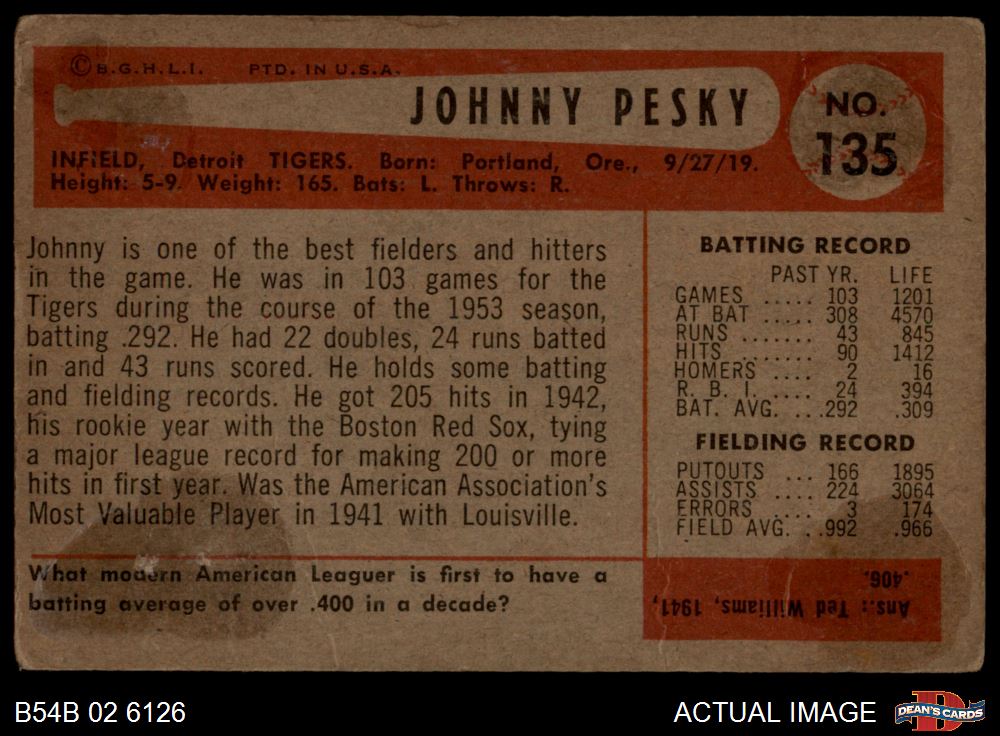 © B.G.H.L.I. PTD. IN U.S.A.
JOHNNY PESKY
NO.
135
INFIELD, Detroit TIGERS. Born: Portland, Ore., 9/27/19.
Height: 5-9. Weight: 165. Bats: L. Throws: R.
Johnny is one of the best fielders and hitters
in the game. He was in 103 games for the
Tigers during the course of the 1953 season,
batting .292. He had 22 doubles, 24 runs batted
in and 43 runs scored. He holds some batting
and fielding records. He got 205 hits in 1942,
his rookie year with the Boston Red Sox, tying
a major league record for making 200 or more
hits in first year. Was the American Association's
Most Valuable Player in 1941 with Louisville.
BATTING RECORD
PAST YR. LIFE
GAMES ..... 103 1201
AT BAT ..... 308 4570
RUNS ....... 43 845
HITS ........ 90 1412
HOMERS .... 2 16
R. B. I. .... 24 394
BAT. AVG. ...292 .309
FIELDING RECORD
PUTOUTS ... 166 1895
ASSISTS ... 224 3064
ERRORS .... 3 174
FIELD AVG. ..992 .966
What modern American Leaguer is first to have a
batting average of over .400 in a decade?
Ans.: Ted Williams, 1941,
.406.
B54B 02 6126
ACTUAL IMAGE
D
DEAN'S CARDS